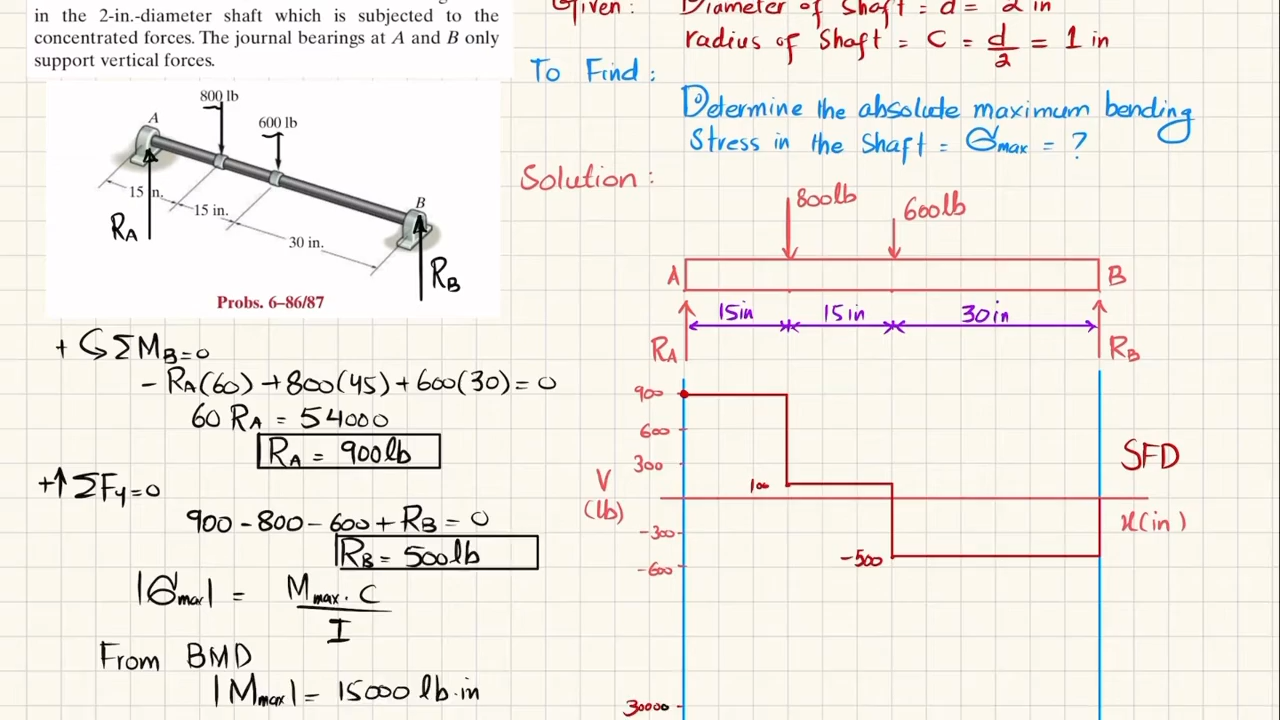 in the 2-in.-diameter shaft which is subjected to the
concentrated forces. The journal bearings at A and B only
support vertical forces.
800 lb
A
600 lb
15 in.
15 in.
B
30 in.
RA
RB
Probs. 6–86/87
+ ΣMB=0
- RA(60) +800(45)+600(30)=0
60 RA = 54000
RA = 900lb
+↑ ΣFy=0
900-800-600+RB=0
RB= 500lb
|σmax| = Mmax. C
I
From BMD
|Mmax|= 15000 lb.in
Given: Diameter of Shaft = d = 2 in
radius of Shaft = C = d/2 = 1 in
To Find:
Determine the absolute maximum bending
Stress in the Shaft = σmax = ?
Solution:
800lb
600lb
A
B
15in
15in
30in
RA
RB
900
600
300
100
V
(lb)
-300
-500
-600
SFD
x(in)
30000